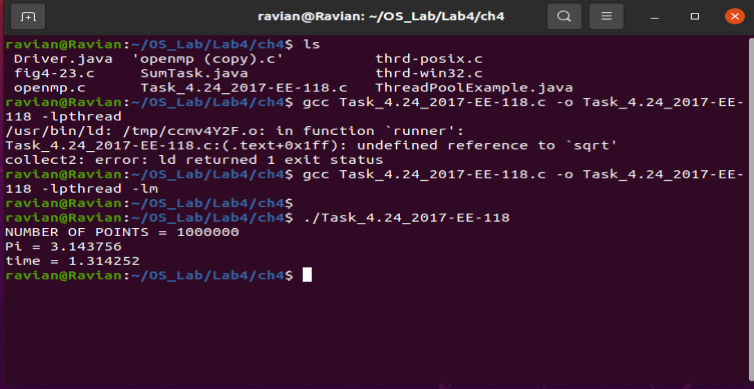 ravian@Ravian: ~/OS_Lab/Lab4/ch4
ravian@Ravian:~/OS_Lab/Lab4/ch4$ ls
Driver.java  'openmp (copy).c'  thrd-posix.c
fig4-23.c  SumTask.java  thrd-win32.c
openmp.c  Task_4.24_2017-EE-118.c  ThreadPoolExample.java
ravian@Ravian:~/OS_Lab/Lab4/ch4$ gcc Task_4.24_2017-EE-118.c -o Task_4.24_2017-EE-
118 -lpthread
/usr/bin/ld: /tmp/ccmv4Y2F.o: in function `runner':
Task_4.24_2017-EE-118.c:(.text+0x1ff): undefined reference to `sqrt'
collect2: error: ld returned 1 exit status
ravian@Ravian:~/OS_Lab/Lab4/ch4$ gcc Task_4.24_2017-EE-118.c -o Task_4.24_2017-EE-
118 -lpthread -lm
ravian@Ravian:~/OS_Lab/Lab4/ch4$
ravian@Ravian:~/OS_Lab/Lab4/ch4$ ./Task_4.24_2017-EE-118
NUMBER OF POINTS = 1000000
Pi = 3.143756
time = 1.314252
ravian@Ravian:~/OS_Lab/Lab4/ch4$